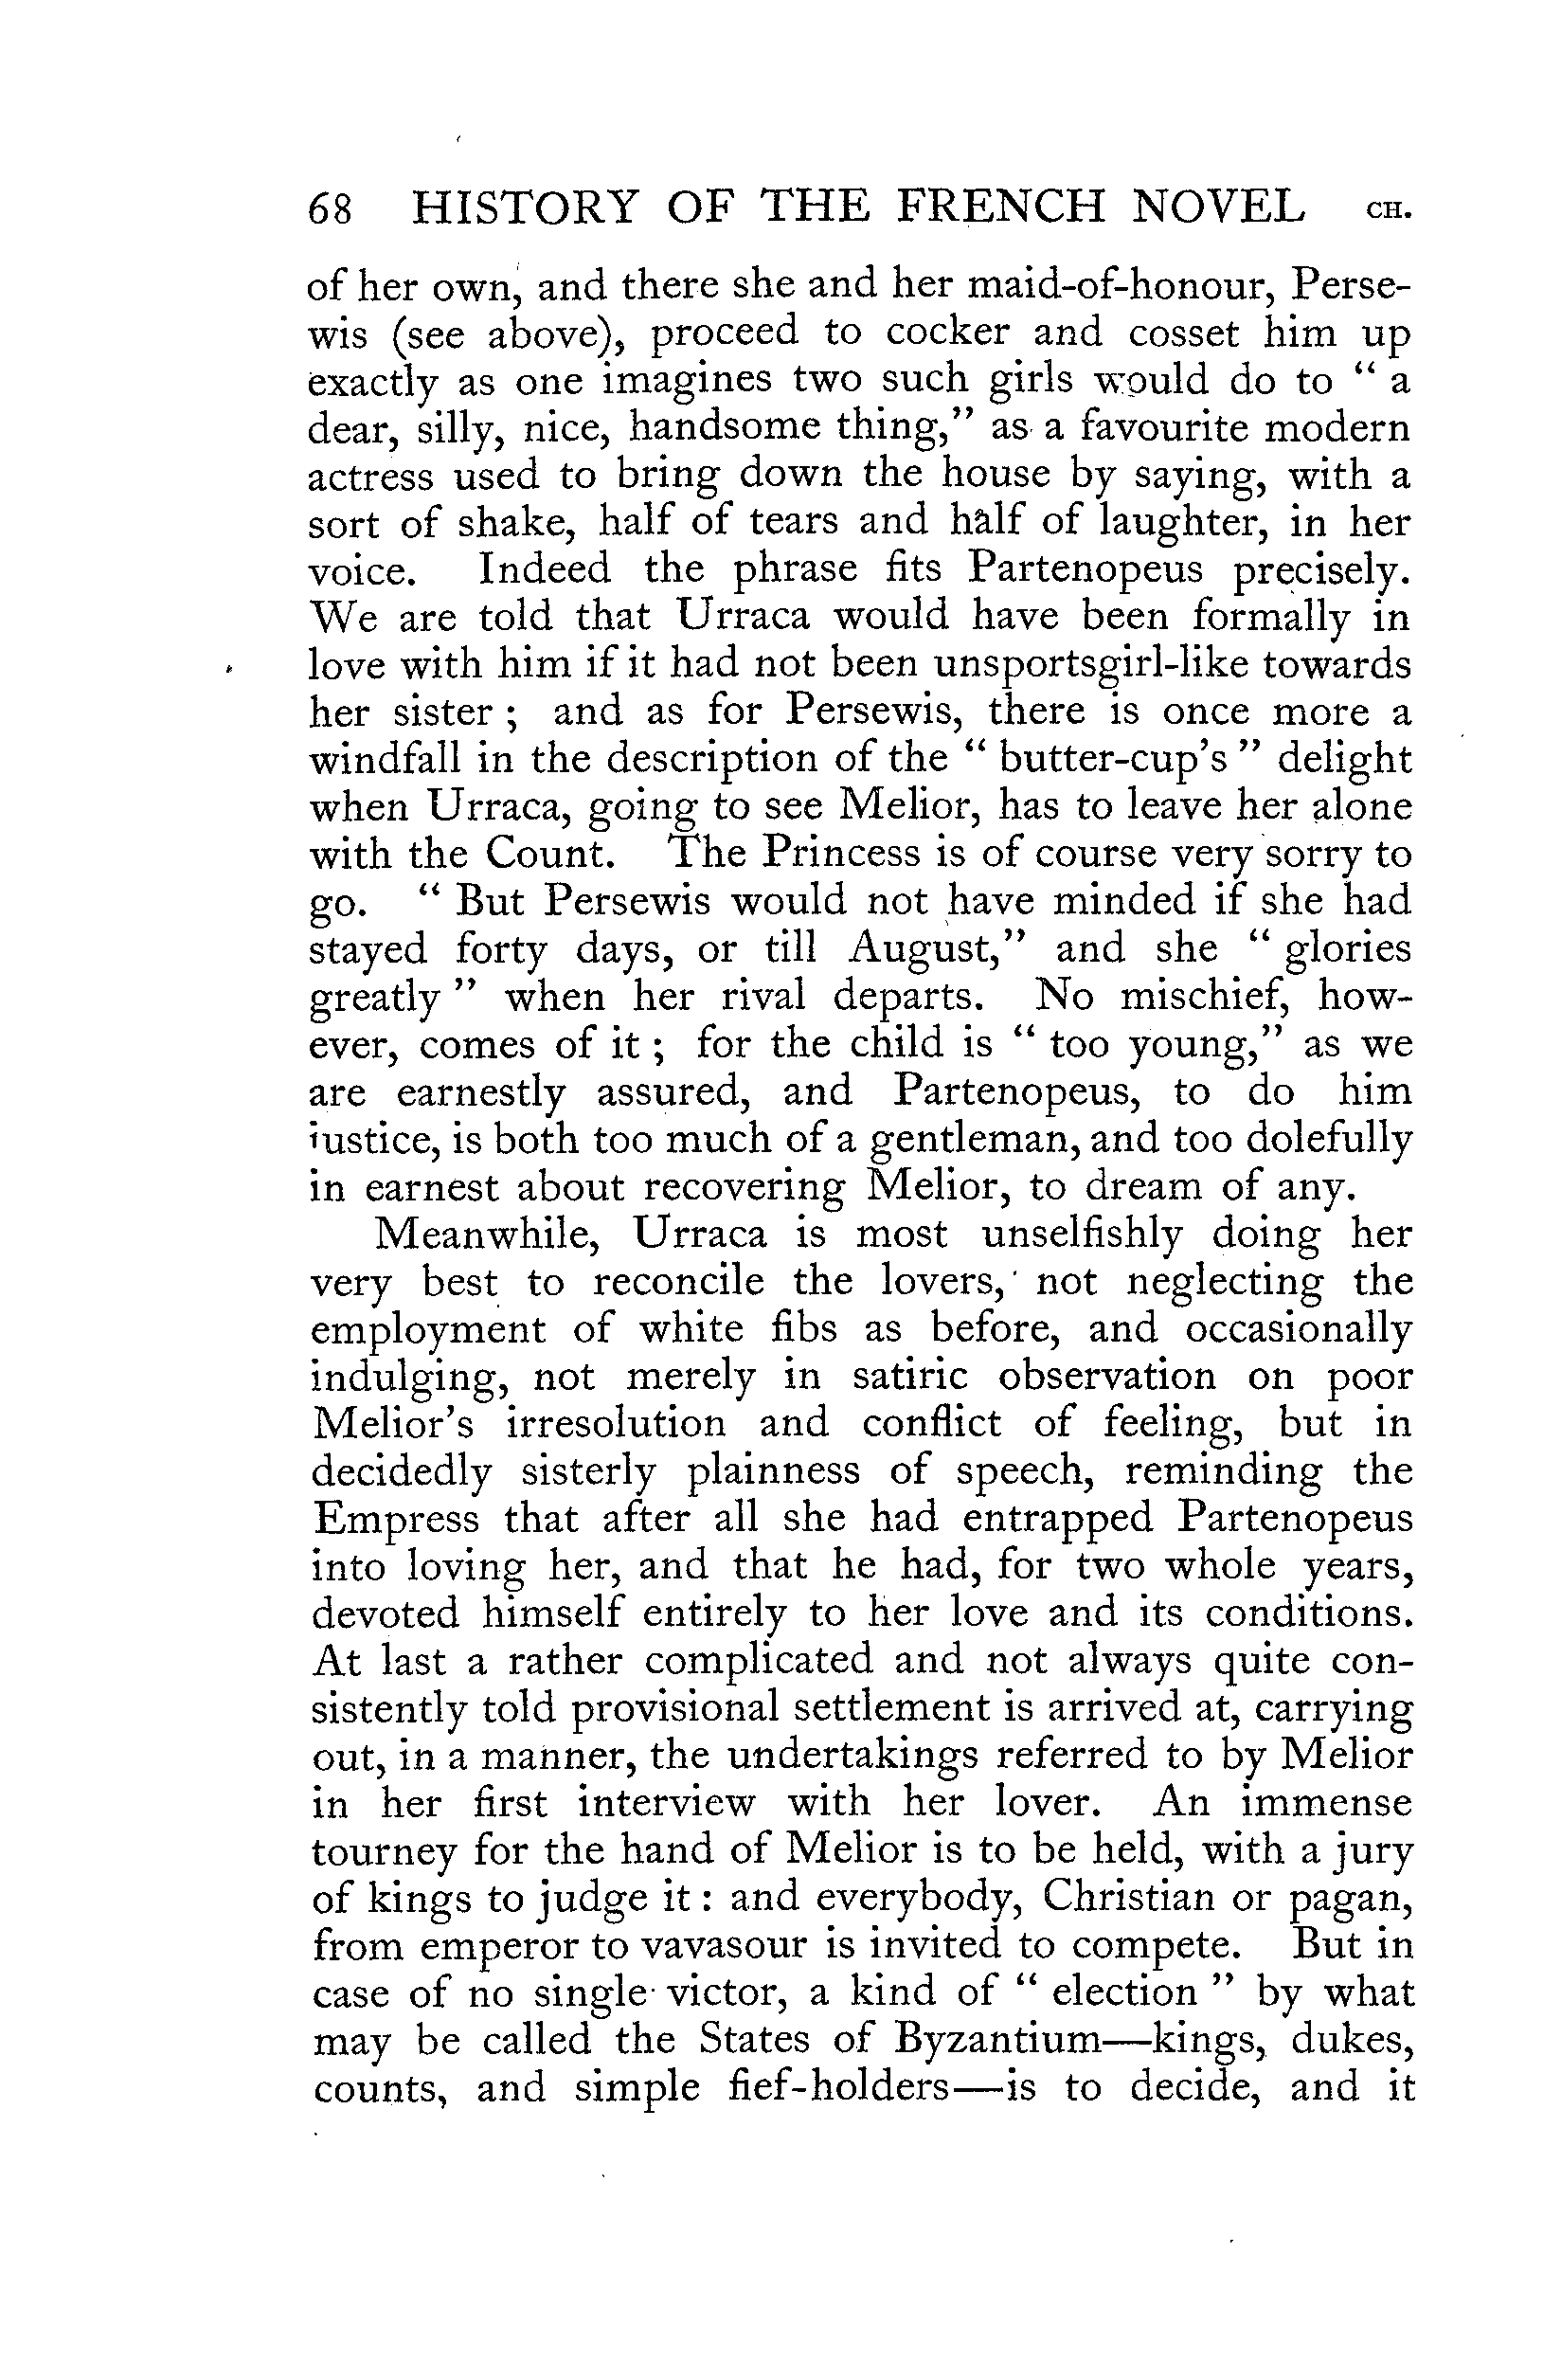 68 HISTORY OF THE FRENCH NOVEL CH.
of her own, and there she and her maid-of-honour, Perse-
wis (see above), proceed to cocker and cosset him up
exactly as one imagines two such girls would do to “ a
dear, silly, nice, handsome thing,” as a favourite modern
actress used to bring down the house by saying, with a
sort of shake, half of tears and half of laughter, in her
voice. Indeed the phrase fits Partenopeus precisely.
We are told that Urraca would have been formally in
love with him if it had not been unsportsgirl-like towards
her sister ; and as for Persewis, there is once more a
windfall in the description of the “ butter-cup’s ” delight
when Urraca, going to see Melior, has to leave her alone
with the Count. The Princess is of course very sorry to
go. “ But Persewis would not have minded if she had
stayed forty days, or till August,” and she “ glories
greatly ” when her rival departs. No mischief, how-
ever, comes of it ; for the child is “ too young,” as we
are earnestly assured, and Partenopeus, to do him
justice, is both too much of a gentleman, and too dolefully
in earnest about recovering Melior, to dream of any.
Meanwhile, Urraca is most unselfishly doing her
very best to reconcile the lovers, not neglecting the
employment of white fibs as before, and occasionally
indulging, not merely in satiric observation on poor
Melior’s irresolution and conflict of feeling, but in
decidedly sisterly plainness of speech, reminding the
Empress that after all she had entrapped Partenopeus
into loving her, and that he had, for two whole years,
devoted himself entirely to her love and its conditions.
At last a rather complicated and not always quite con-
sistently told provisional settlement is arrived at, carrying
out, in a manner, the undertakings referred to by Melior
in her first interview with her lover. An immense
tourney for the hand of Melior is to be held, with a jury
of kings to judge it : and everybody, Christian or pagan,
from emperor to vavasour is invited to compete. But in
case of no single victor, a kind of “ election ” by what
may be called the States of Byzantium—kings, dukes,
counts, and simple fief-holders—is to decide, and it